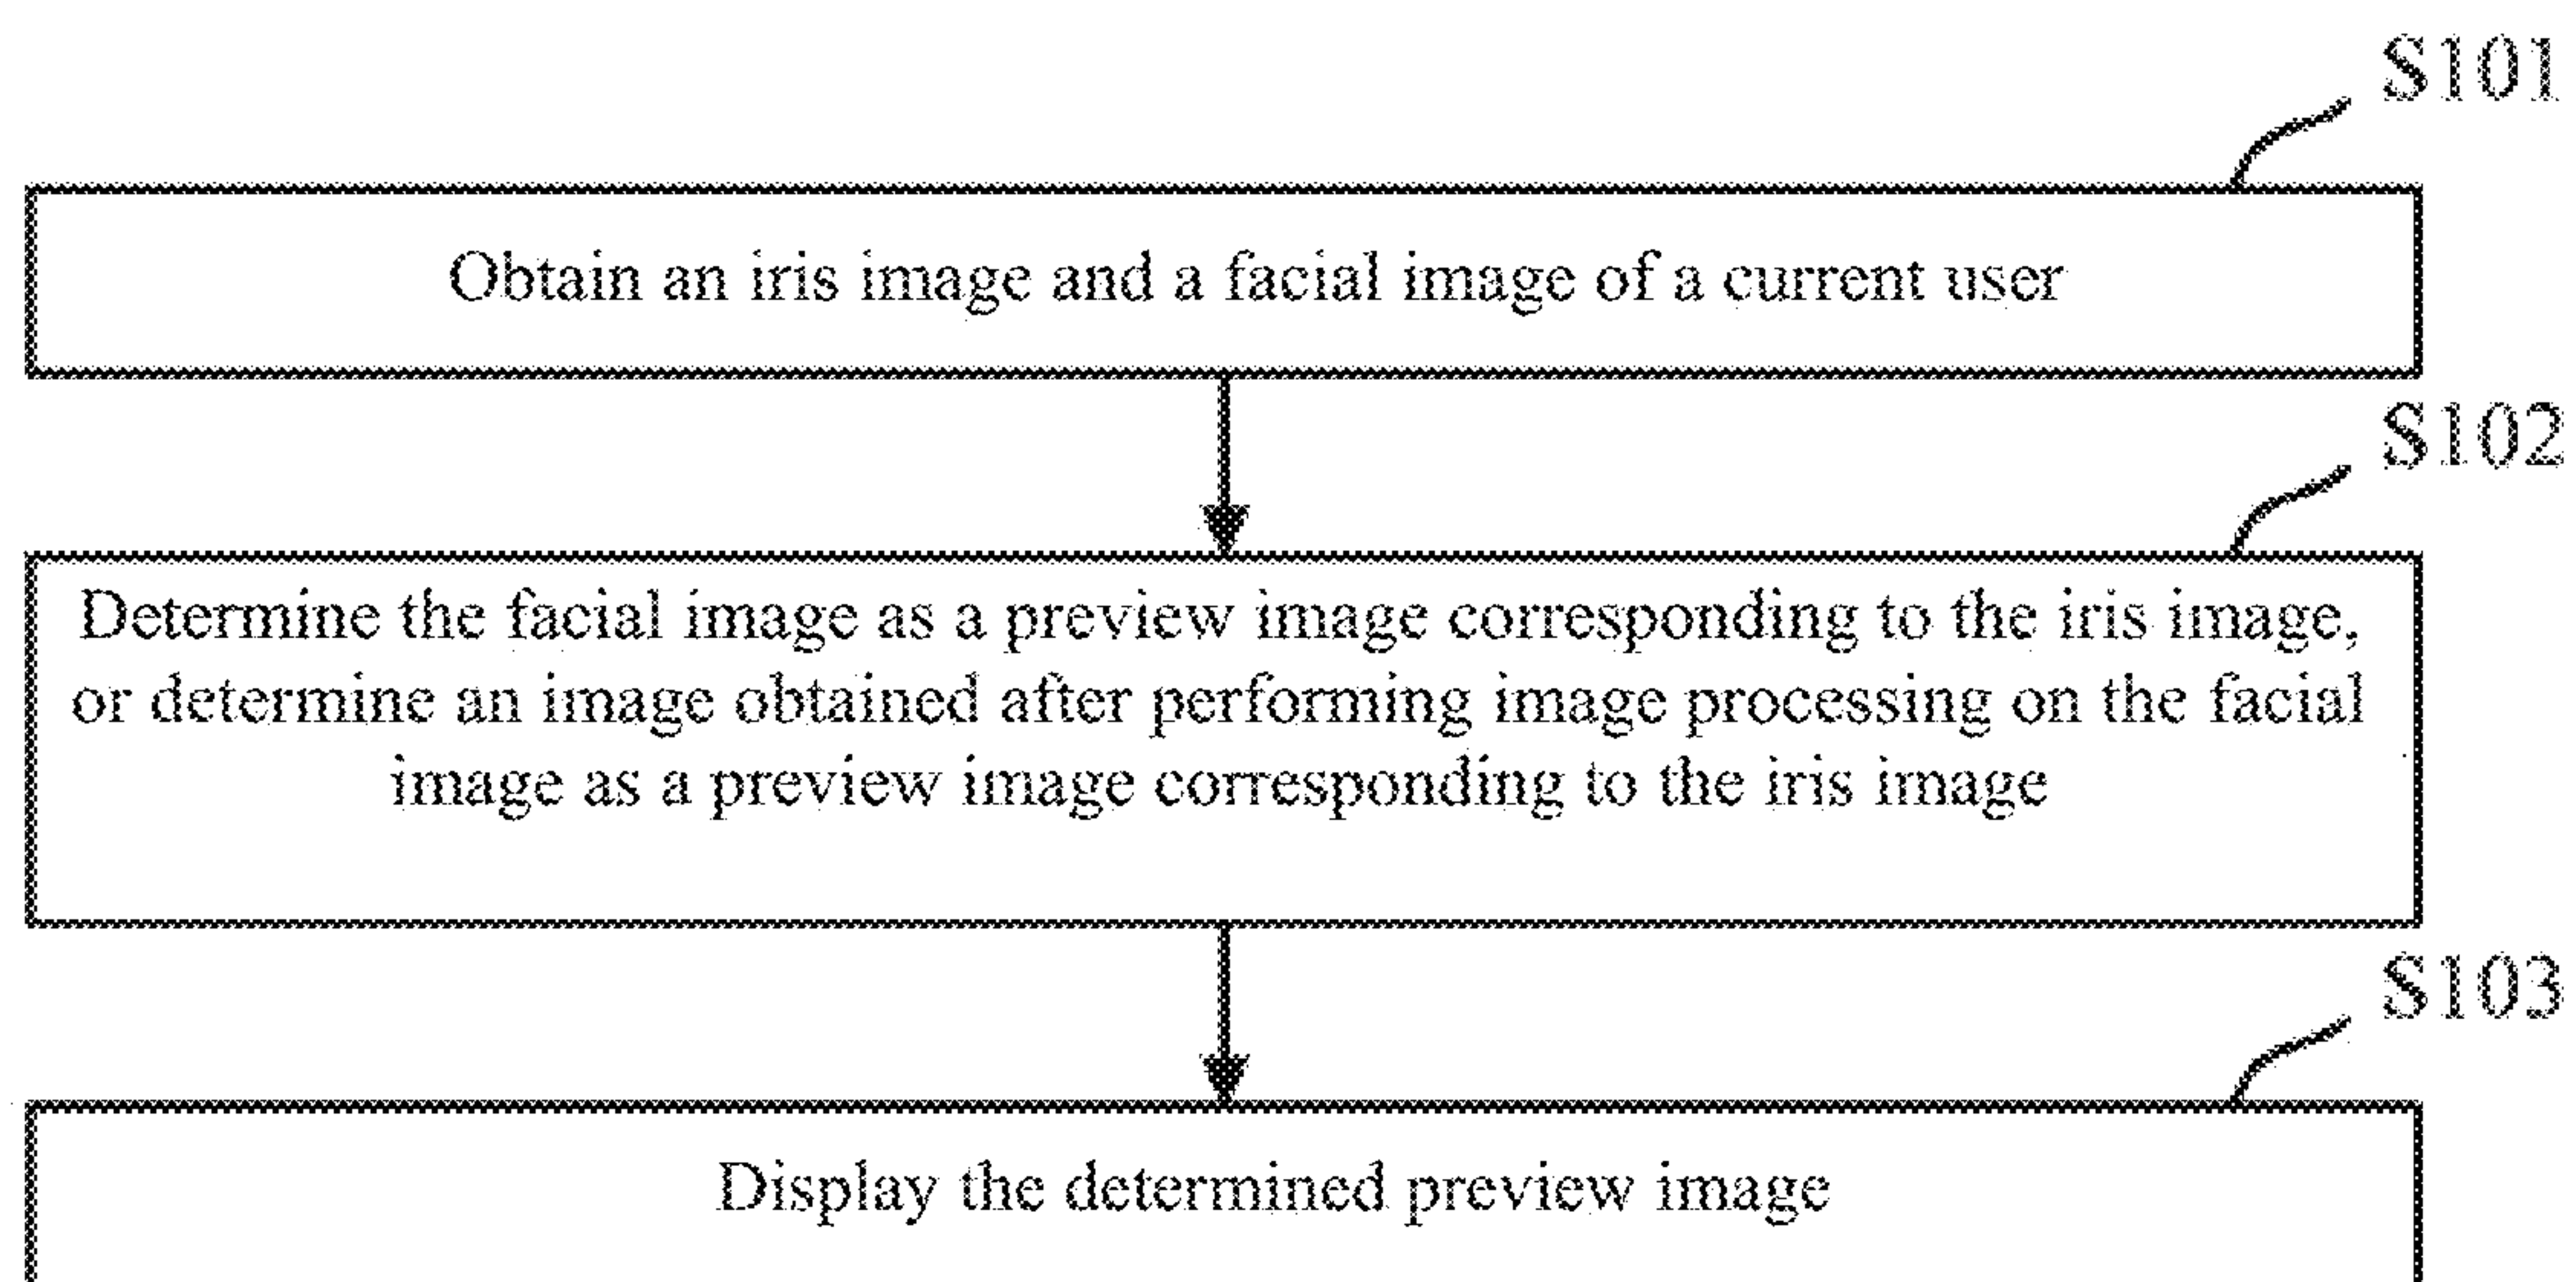 S101
Obtain an iris image and a facial image of a current user
S102
Determine the facial image as a preview image corresponding to the iris image,
or determine an image obtained after performing image processing on the facial
image as a preview image corresponding to the iris image
S103
Display the determined preview image